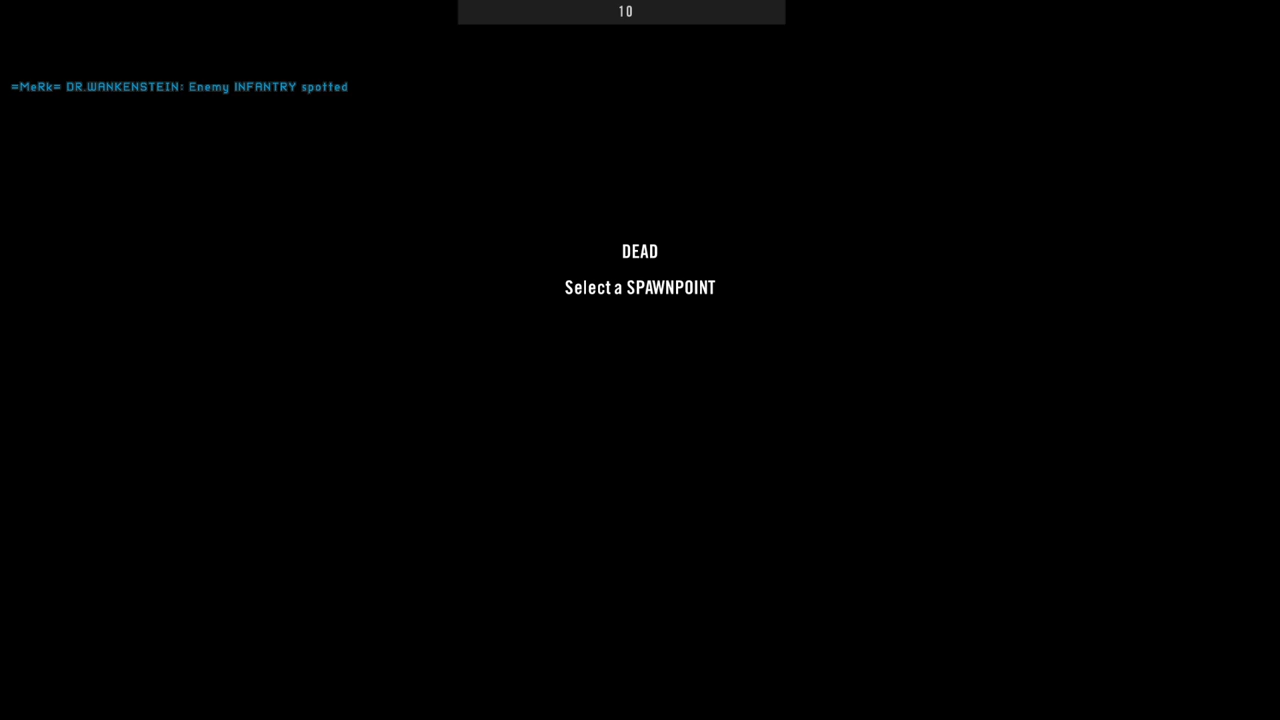 10
=MeRk= DR.WANKENSTEIN: Enemy INFANTRY spotted
DEAD
Select a SPAWNPOINT